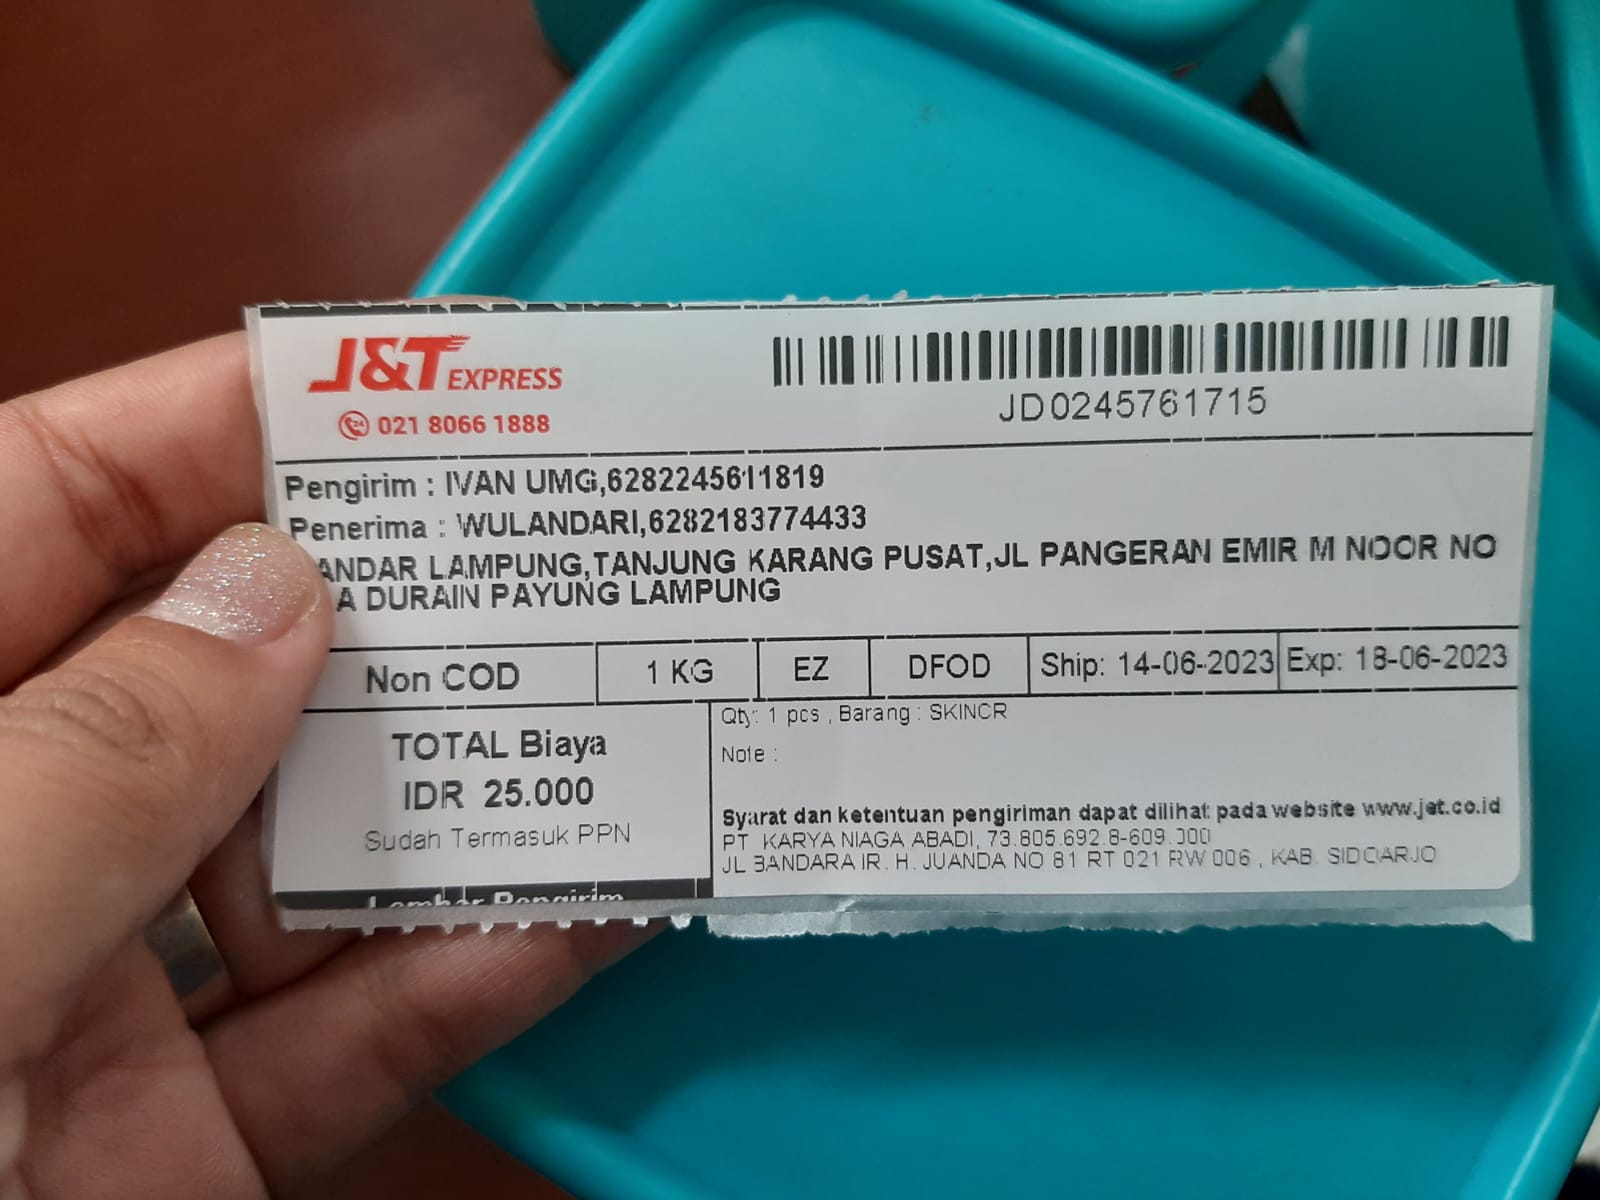 J&T EXPRESS
021 8066 1888
JD0245761715
Pengirim : IVAN UMG,6282245611819
Penerima : WULANDARI,6282183774433
ANDAR LAMPUNG,TANJUNG KARANG PUSAT,JL PANGERAN EMIR M NOOR NO
A DURAIN PAYUNG LAMPUNG
Non COD 1 KG EZ DFOD Ship: 14-06-2023 Exp: 18-06-2023
TOTAL Biaya
IDR 25.000
Sudah Termasuk PPN
Lembar Pengirim
Qty: 1 pcs , Barang : SKINCR
Note :
Syarat dan ketentuan pengiriman dapat dilihat pada website www.jet.co.id
PT KARYA NIAGA ABADI, 73.805.692.8-609.000
JL BANDARA IR. H. JUANDA NO 81 RT 021 RW 006 , KAB. SIDOARJO